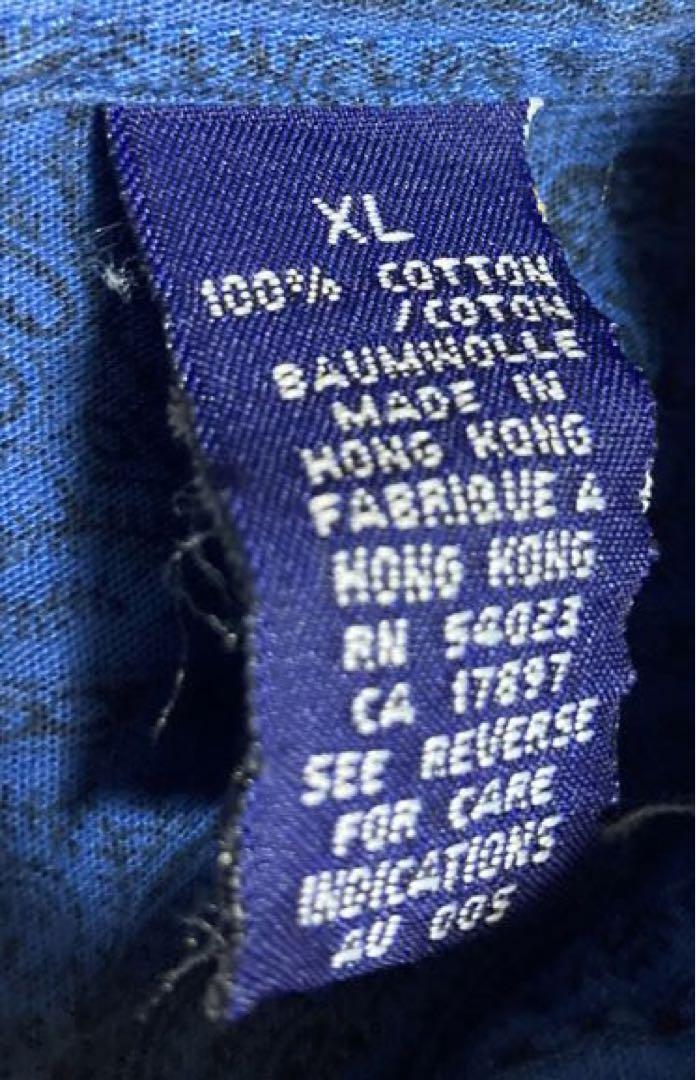 XL
100% COTTON
/COTON
BAUMWOLLE
MADE IN
HONG KONG
FABRIQUE A
HONG KONG
RN 54023
CA 17897
SEE REVERSE
FOR CARE
INDICATIONS
AU DOS